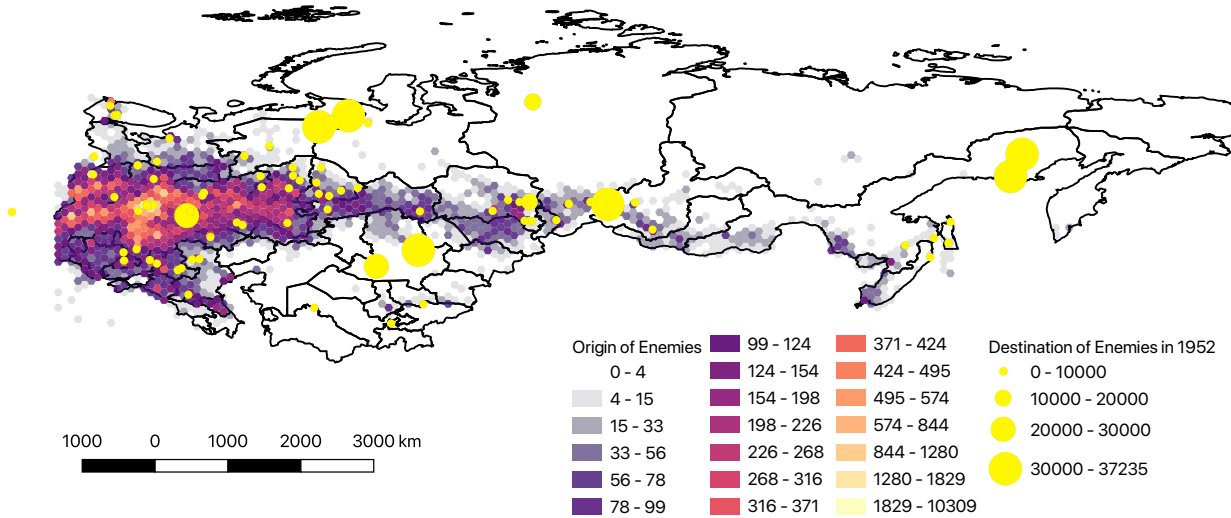 Origin of Enemies
0 - 4
4 - 15
15 - 33
33 - 56
56 - 78
78 - 99
99 - 124
124 - 154
154 - 198
198 - 226
226 - 268
268 - 316
316 - 371
371 - 424
424 - 495
495 - 574
574 - 844
844 - 1280
1280 - 1829
1829 - 10309
Destination of Enemies in 1952
0 - 10000
10000 - 20000
20000 - 30000
30000 - 37235
1000 0 1000 2000 3000 km